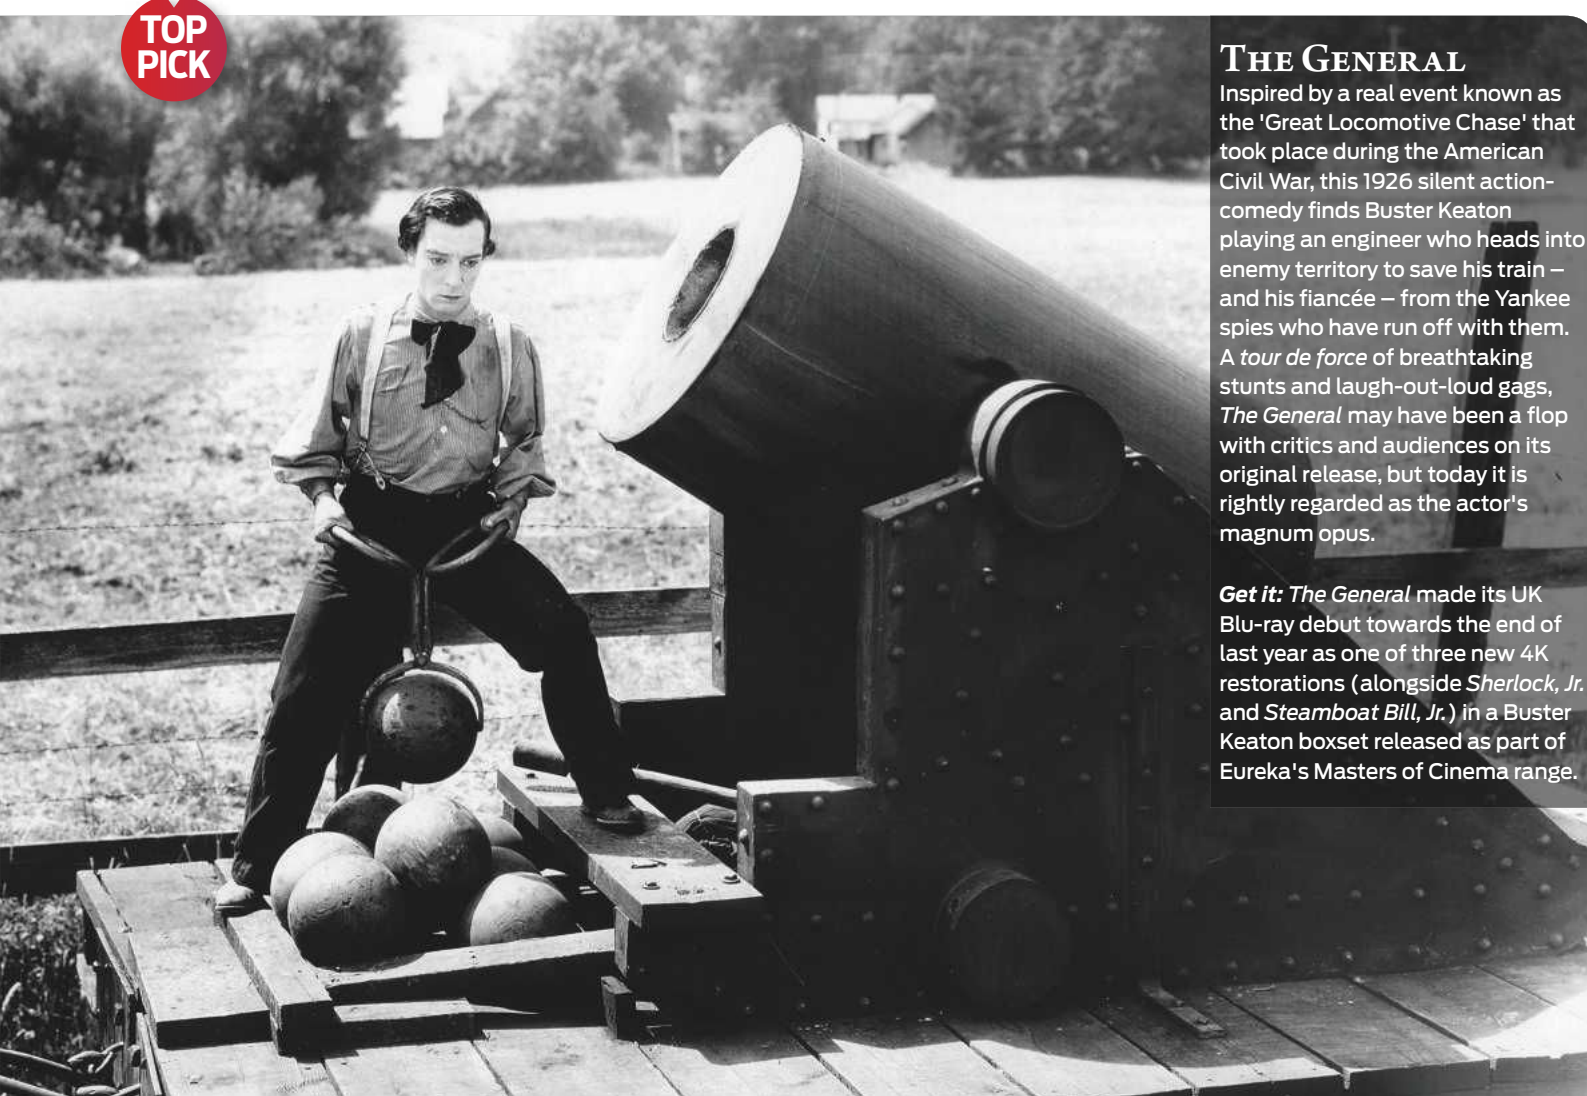 TOP
PICK
THE GENERAL
Inspired by a real event known as
the 'Great Locomotive Chase' that
took place during the American
Civil War, this 1926 silent action-
comedy finds Buster Keaton
playing an engineer who heads into
enemy territory to save his train –
and his fiancée – from the Yankee
spies who have run off with them.
A tour de force of breathtaking
stunts and laugh-out-loud gags,
The General may have been a flop
with critics and audiences on its
original release, but today it is
rightly regarded as the actor's
magnum opus.
Get it: The General made its UK
Blu-ray debut towards the end of
last year as one of three new 4K
restorations (alongside Sherlock, Jr.
and Steamboat Bill, Jr.) in a Buster
Keaton boxset released as part of
Eureka's Masters of Cinema range.